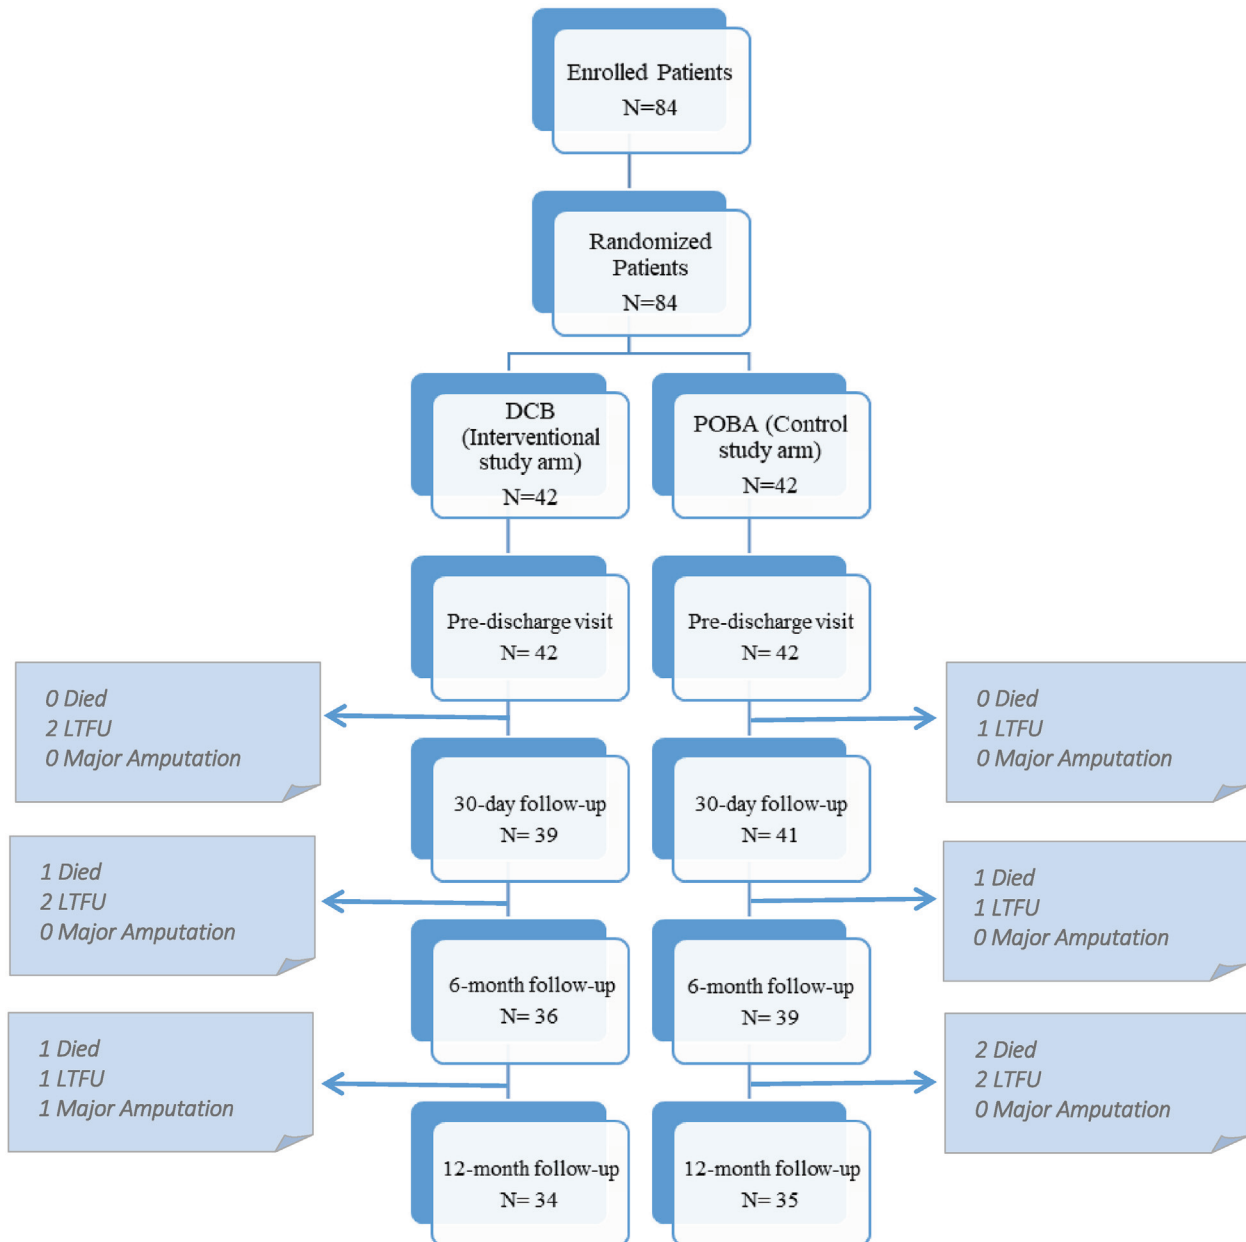 Enrolled Patients
N=84
Randomized
Patients
N=84
DCB
(Interventional
study arm)
N=42
POBA (Control
study arm)
N=42
Pre-discharge visit
N= 42
Pre-discharge visit
N= 42
0 Died
2 LTFU
0 Major Amputation
0 Died
1 LTFU
0 Major Amputation
30-day follow-up
N= 39
30-day follow-up
N= 41
1 Died
2 LTFU
0 Major Amputation
1 Died
1 LTFU
0 Major Amputation
6-month follow-up
N= 36
6-month follow-up
N= 39
1 Died
1 LTFU
1 Major Amputation
2 Died
2 LTFU
0 Major Amputation
12-month follow-up
N= 34
12-month follow-up
N= 35